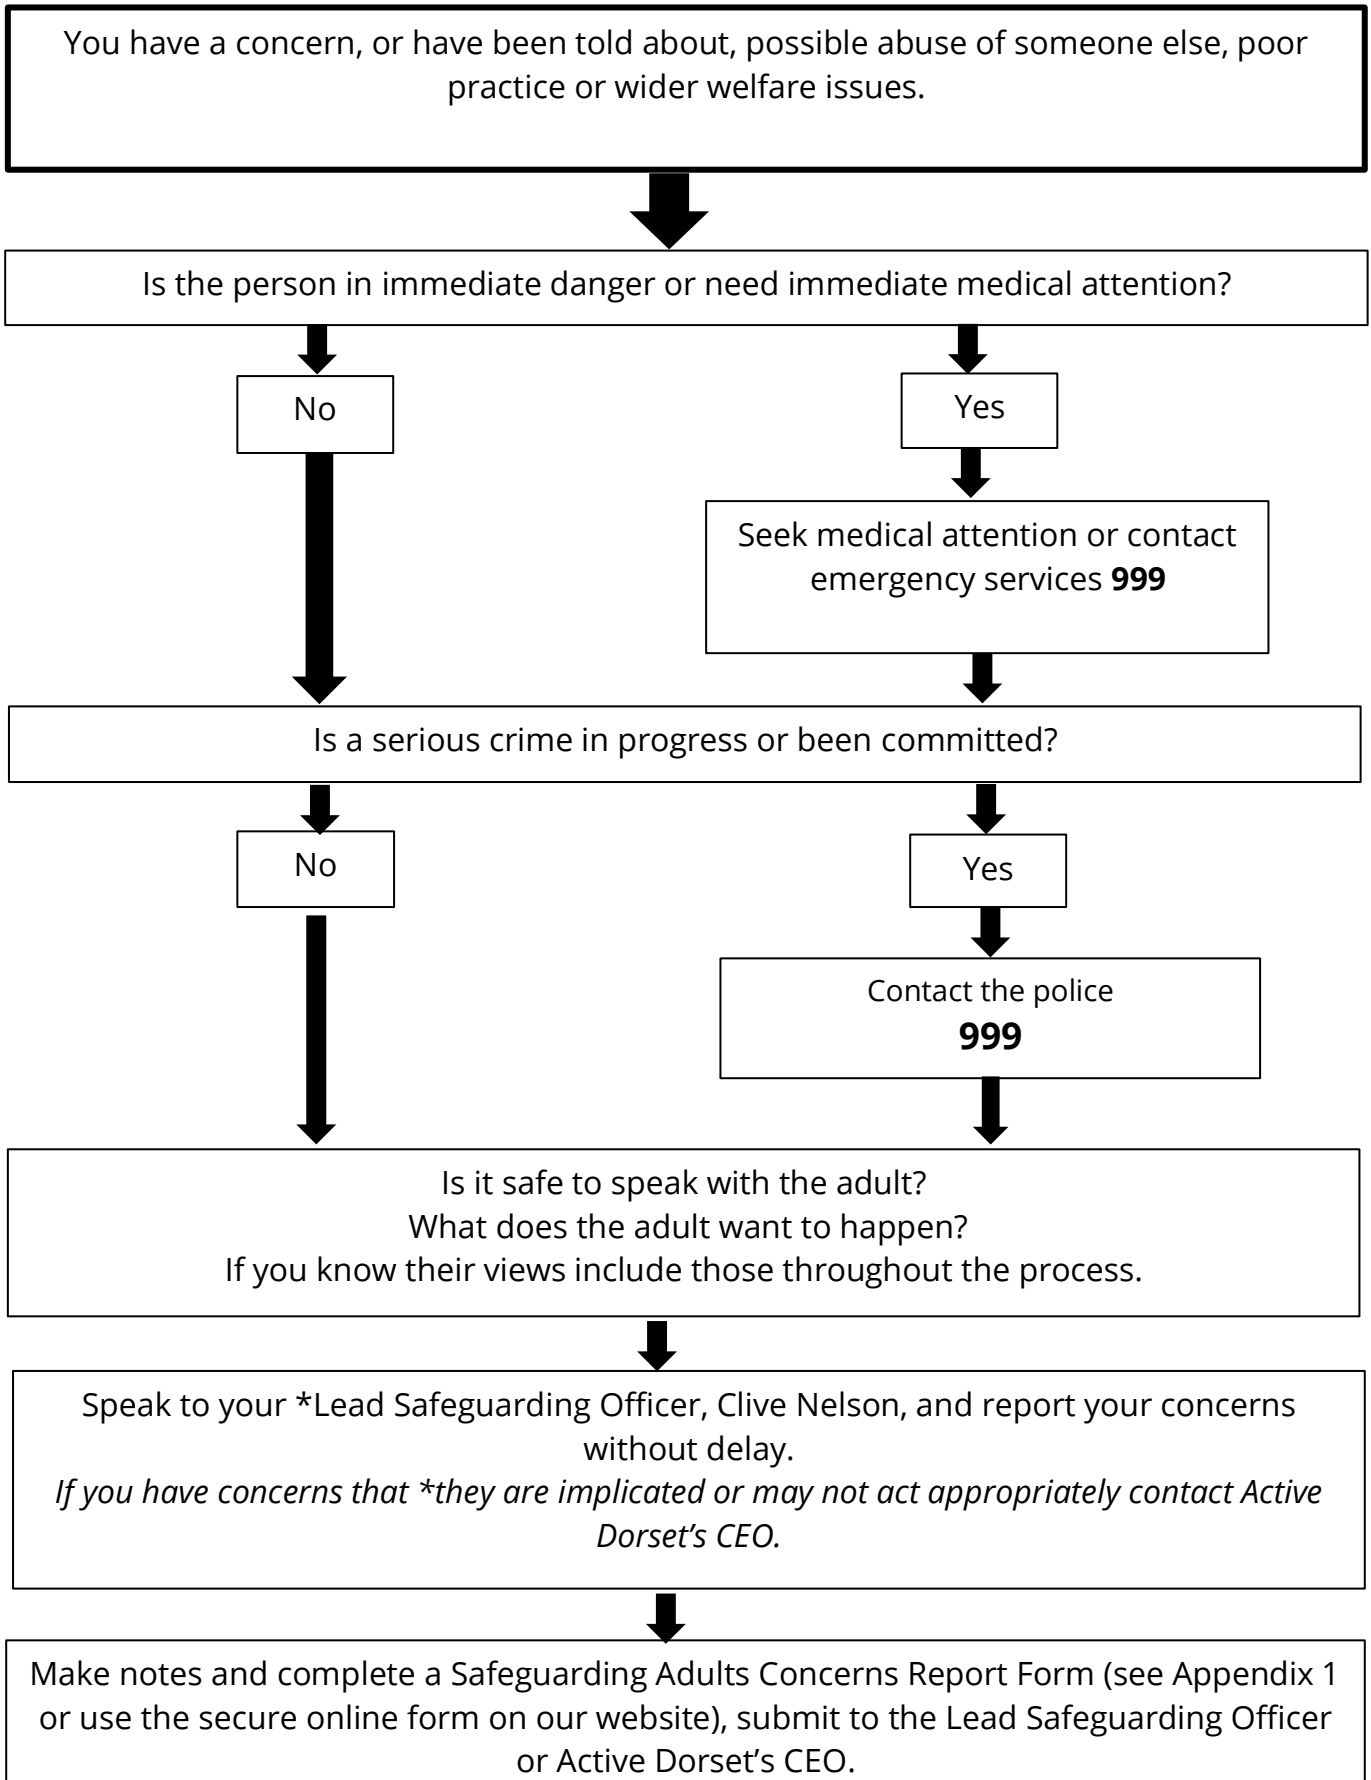 You have a concern, or have been told about, possible abuse of someone else, poor
practice or wider welfare issues.
Is the person in immediate danger or need immediate medical attention?
No
Yes
Seek medical attention or contact
emergency services 999
Is a serious crime in progress or been committed?
No
Yes
Contact the police
999
Is it safe to speak with the adult?
What does the adult want to happen?
If you know their views include those throughout the process.
Speak to your *Lead Safeguarding Officer, Clive Nelson, and report your concerns
without delay.
If you have concerns that *they are implicated or may not act appropriately contact Active
Dorset’s CEO.
Make notes and complete a Safeguarding Adults Concerns Report Form (see Appendix 1
or use the secure online form on our website), submit to the Lead Safeguarding Officer
or Active Dorset’s CEO.